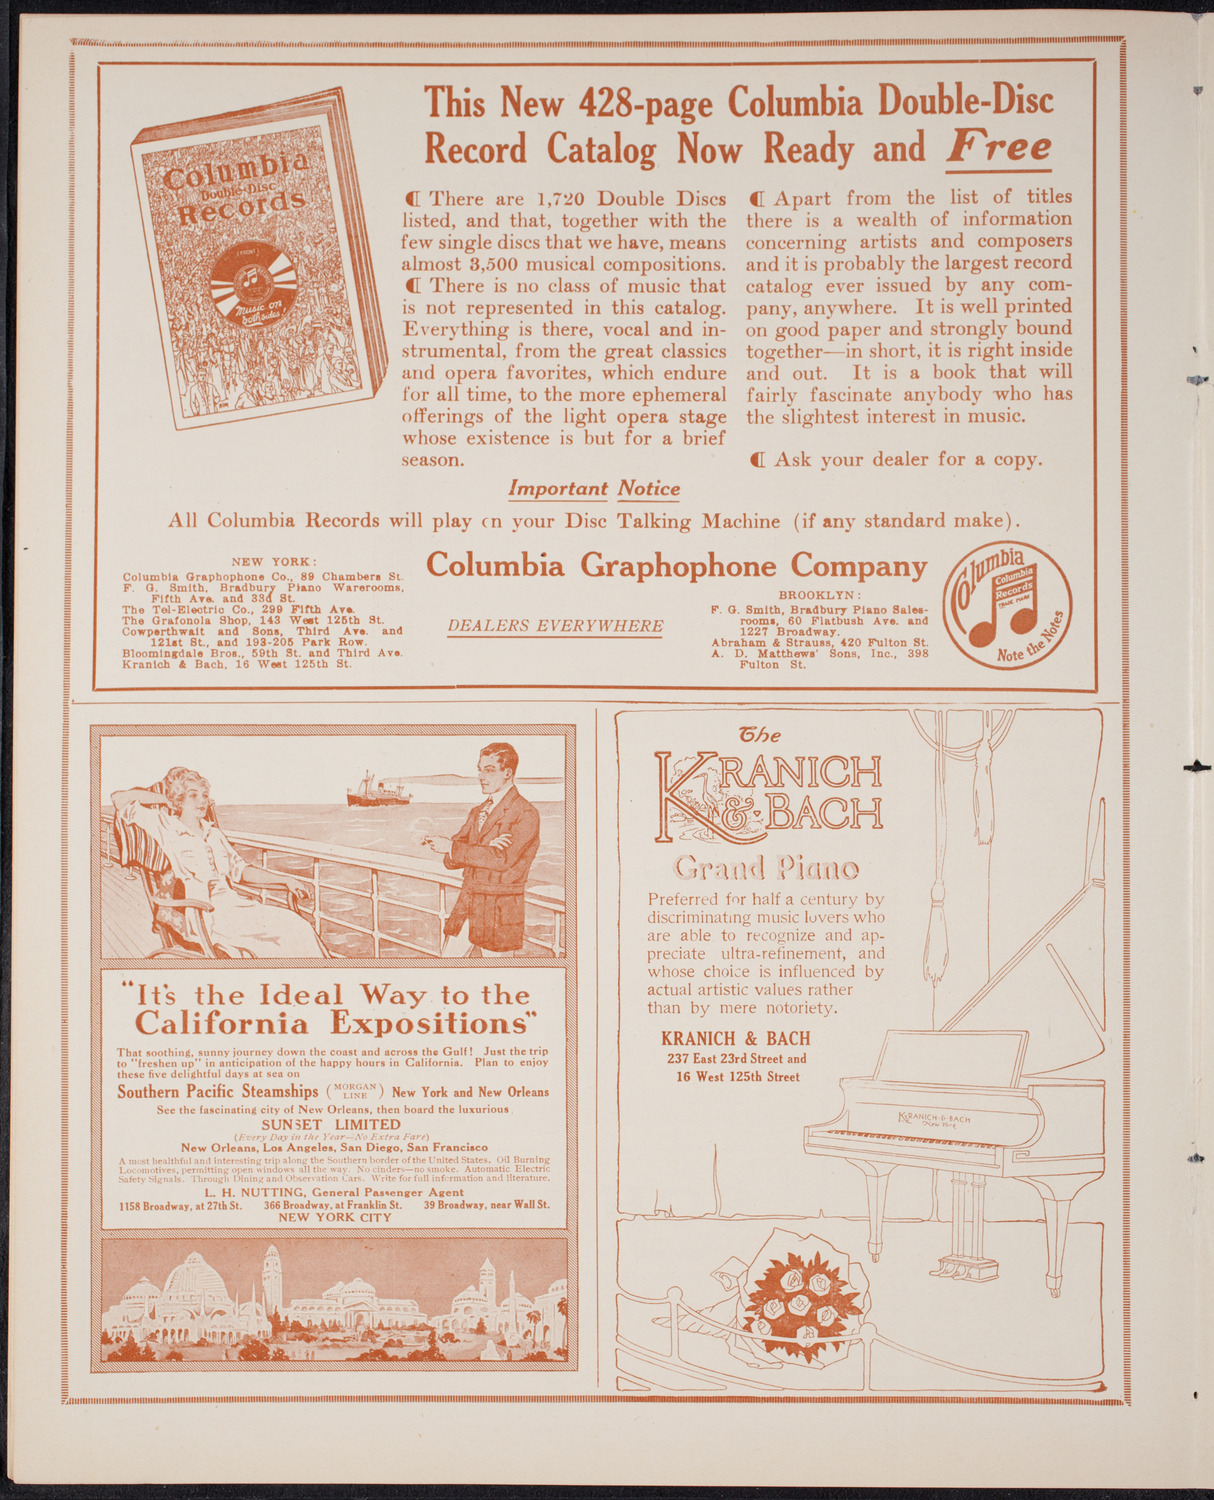 This New 428-page Columbia Double-Disc
Record Catalog Now Ready and Free
Columbia
Double-Disc
Records
Music on
both sides
¶ There are 1,720 Double Discs
listed, and that, together with the
few single discs that we have, means
almost 3,500 musical compositions.
¶ There is no class of music that
is not represented in this catalog.
Everything is there, vocal and in-
strumental, from the great classics
and opera favorites, which endure
for all time, to the more ephemeral
offerings of the light opera stage
whose existence is but for a brief
season.
¶ Apart from the list of titles
there is a wealth of information
concerning artists and composers
and it is probably the largest record
catalog ever issued by any com-
pany, anywhere. It is well printed
on good paper and strongly bound
together—in short, it is right inside
and out. It is a book that will
fairly fascinate anybody who has
the slightest interest in music.
¶ Ask your dealer for a copy.
Important Notice
All Columbia Records will play on your Disc Talking Machine (if any standard make).
NEW YORK:
Columbia Graphophone Co., 89 Chambers St.
F. G. Smith, Bradbury Piano Warerooms,
Fifth Ave. and 33d St.
The Tel-Electric Co., 299 Fifth Ave.
The Grafonola Shop, 143 West 125th St.
Cowperthwait and Sons, Third Ave. and
121st St., and 193-205 Park Row.
Bloomingdale Bros., 59th St. and Third Ave.
Kranich & Bach, 16 West 125th St.
Columbia Graphophone Company
DEALERS EVERYWHERE
BROOKLYN:
F. G. Smith, Bradbury Piano Sales-
rooms, 60 Flatbush Ave. and
1227 Broadway.
Abraham & Strauss, 420 Fulton St.
A. D. Matthews' Sons, Inc., 398
Fulton St.
Columbia
Columbia
Records
TRADE MARK
Note the Notes
"It's the Ideal Way to the
California Expositions"
That soothing, sunny journey down the coast and across the Gulf! Just the trip
to "freshen up" in anticipation of the happy hours in California. Plan to enjoy
these five delightful days at sea on
Southern Pacific Steamships (MORGAN LINE) New York and New Orleans
See the fascinating city of New Orleans, then board the luxurious
SUNSET LIMITED
(Every Day in the Year—No Extra Fare)
New Orleans, Los Angeles, San Diego, San Francisco
A most healthful and interesting trip along the Southern border of the United States. Oil Burning
Locomotives, permitting open windows all the way. No cinders—no smoke. Automatic Electric
Safety Signals. Through Dining and Observation Cars. Write for full information and literature.
L. H. NUTTING, General Passenger Agent
1158 Broadway, at 27th St. 366 Broadway, at Franklin St. 39 Broadway, near Wall St.
NEW YORK CITY
The
KRANICH
& BACH
Grand Piano
Preferred for half a century by
discriminating music lovers who
are able to recognize and ap-
preciate ultra-refinement, and
whose choice is influenced by
actual artistic values rather
than by mere notoriety.
KRANICH & BACH
237 East 23rd Street and
16 West 125th Street
KRANICH & BACH
New York